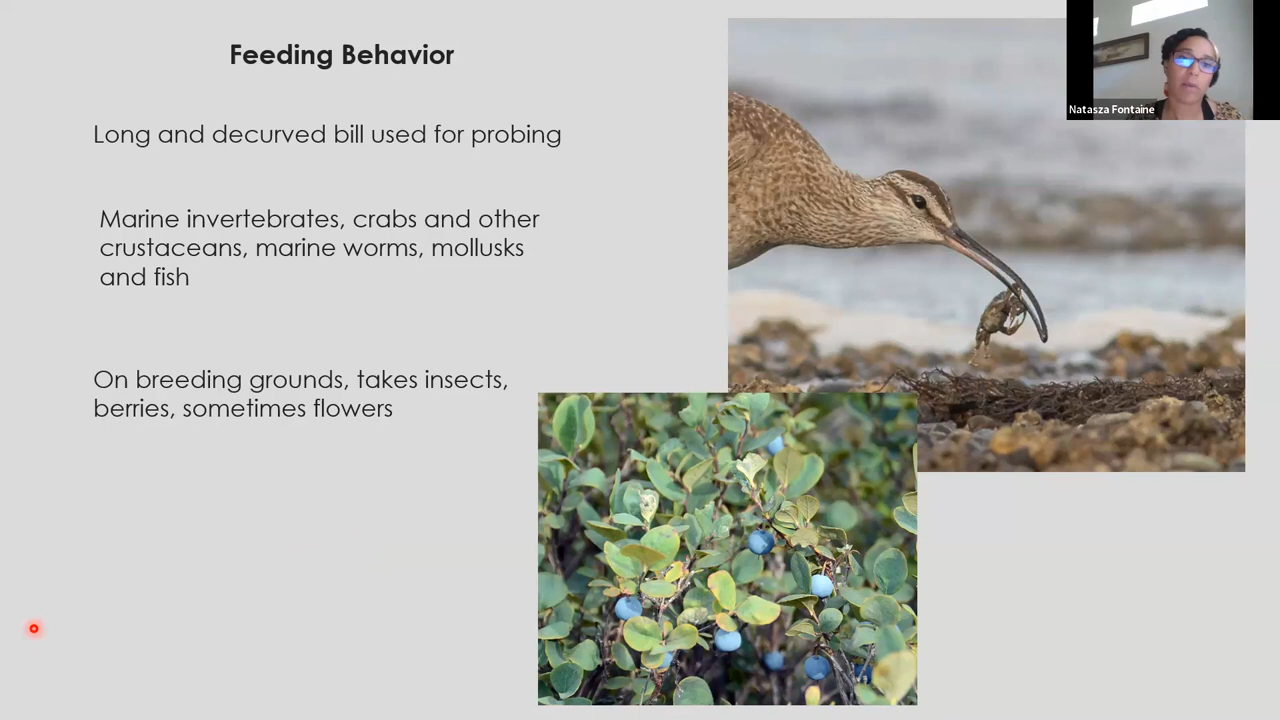 Feeding Behavior
Long and decurved bill used for probing
Marine invertebrates, crabs and other
crustaceans, marine worms, mollusks
and fish
On breeding grounds, takes insects,
berries, sometimes flowers
Natasza Fontaine